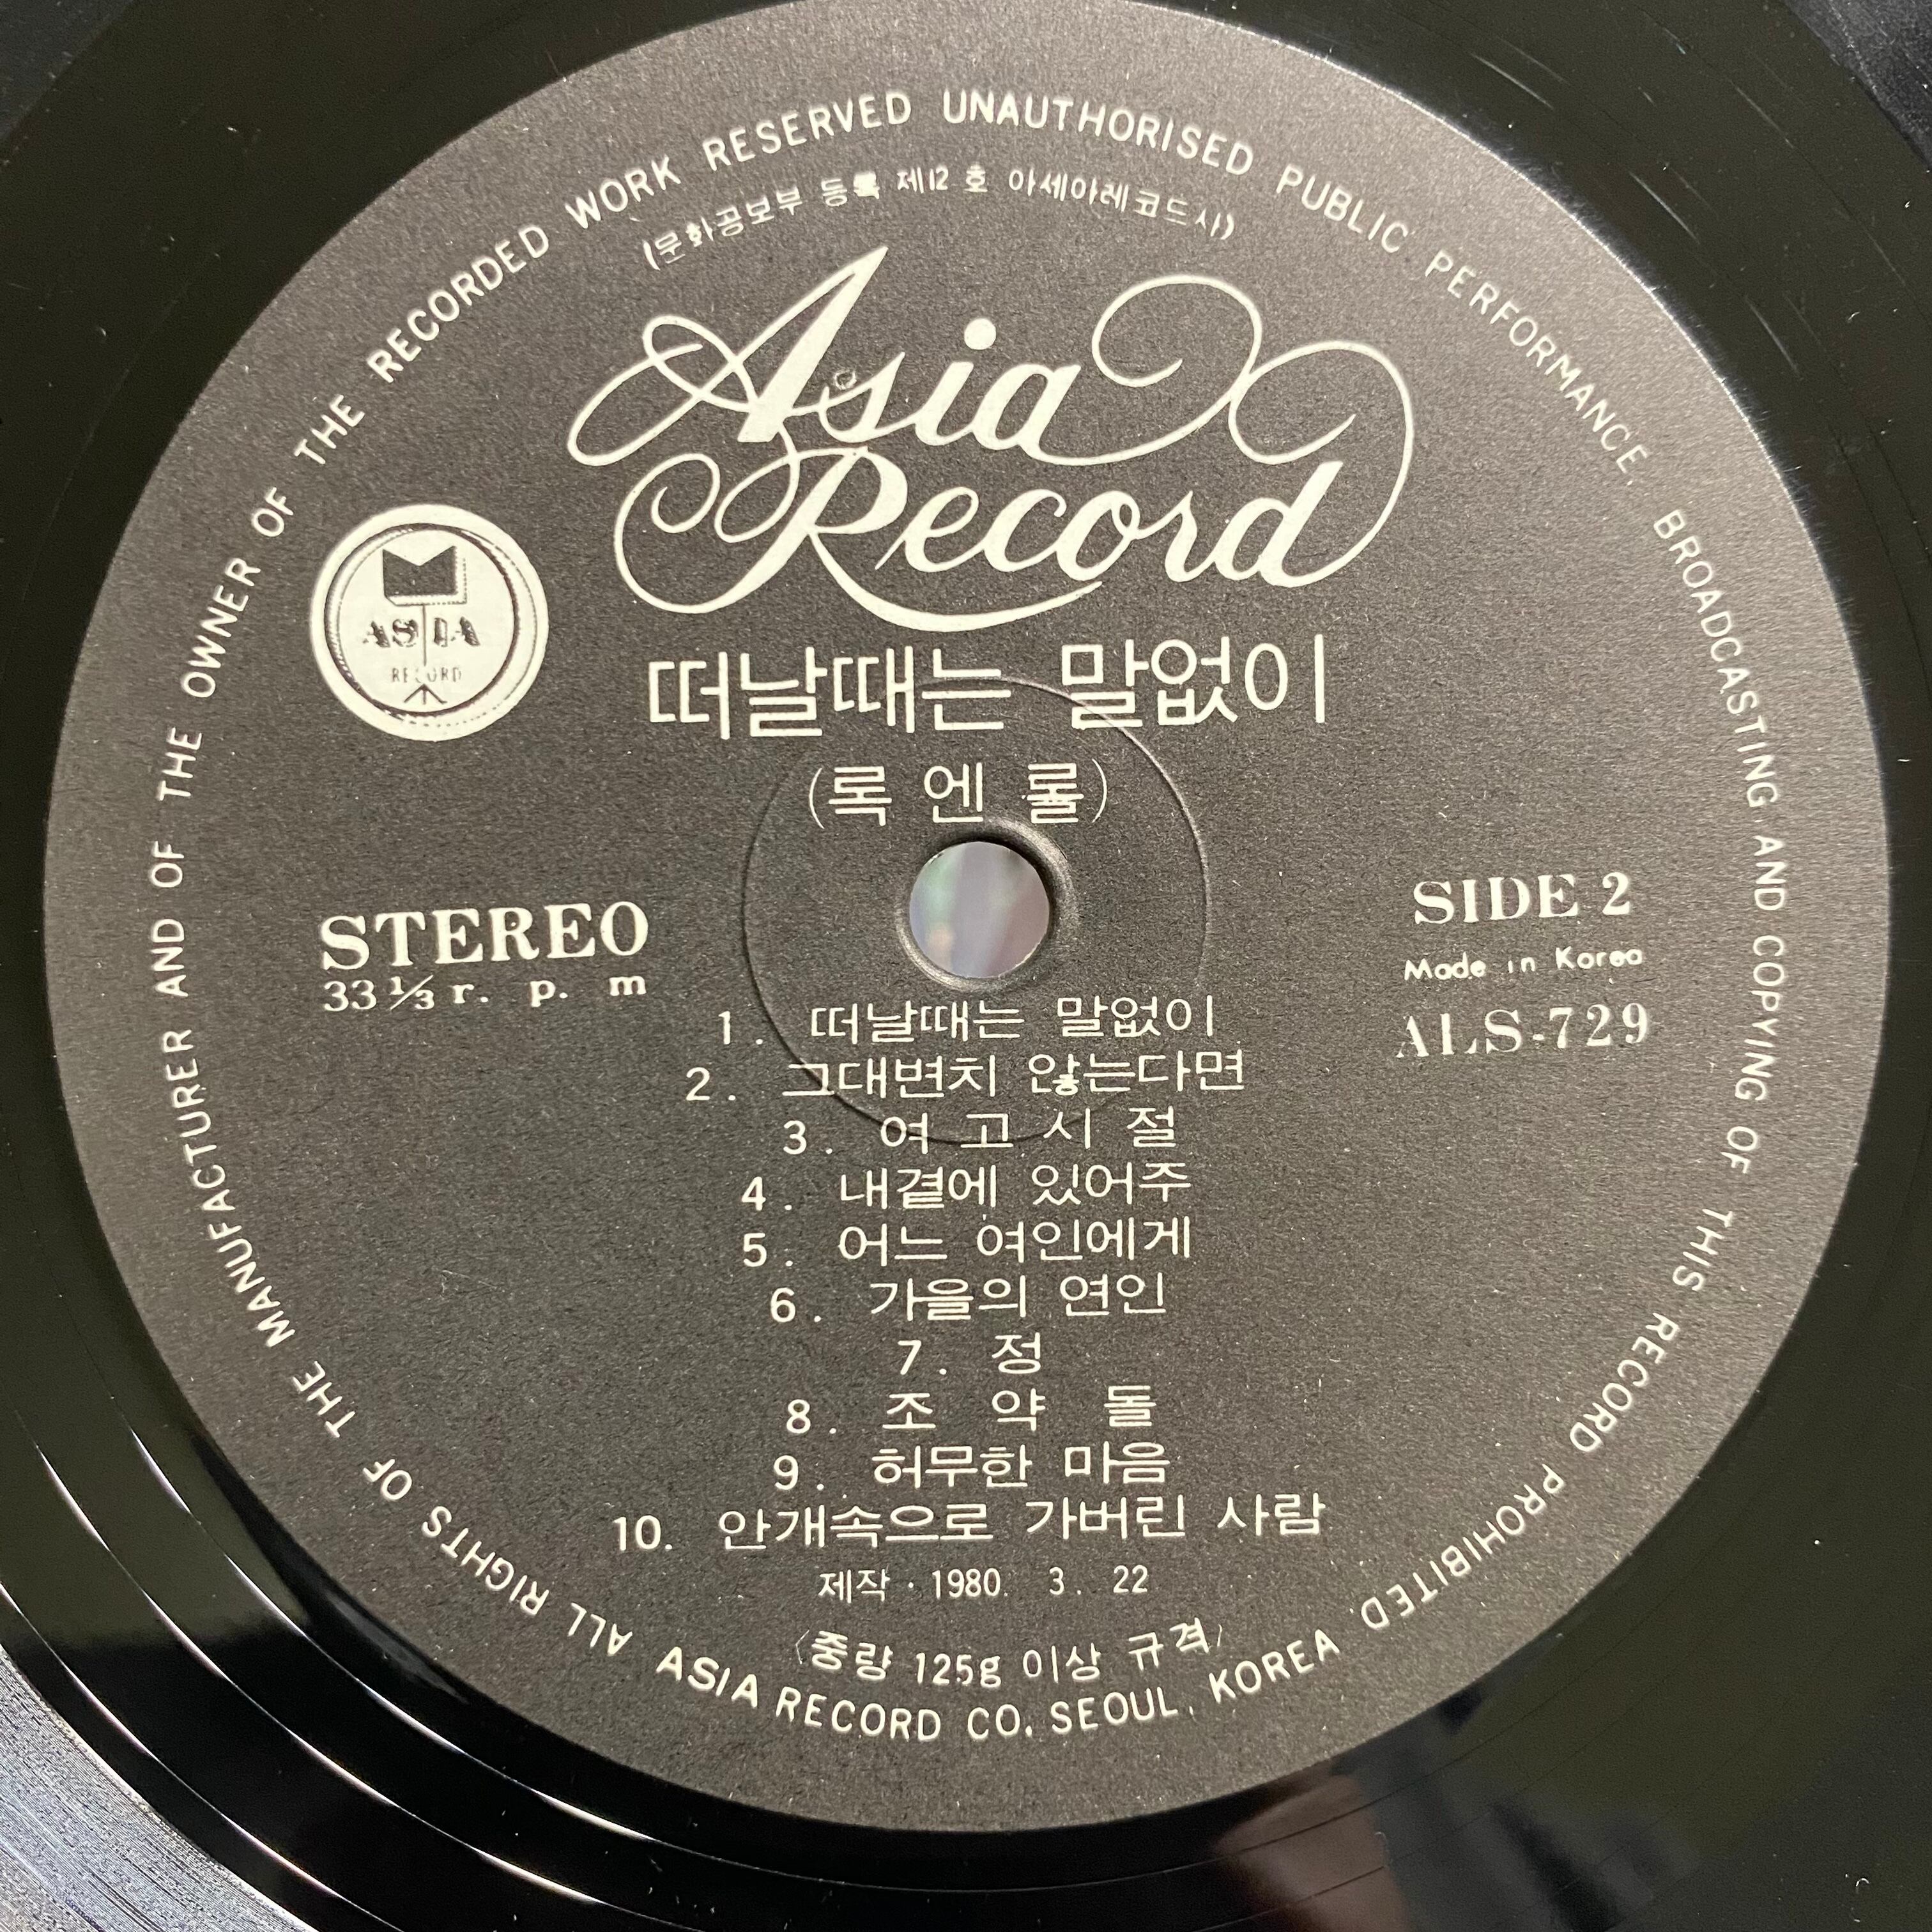 ALL RIGHTS OF THE MANUFACTURER AND OF THE OWNER OF THE RECORDED WORK RESERVED UNAUTHORISED PUBLIC PERFORMANCE BROADCASTING AND COPYING OF THIS RECORD PROHIBITED.
(문화공보부 등록 제12호 아세아레코드사)
Asia
Record
ASIA
RECORD
떠날때는 말없이
(록 엔 롤)
STEREO
33 1/3 r. p. m
SIDE 2
Made in Korea
ALS-729
1. 떠날때는 말없이
2. 그대변치 않는다면
3. 여 고 시 절
4. 내곁에 있어주
5. 어느 여인에게
6. 가을의 연인
7. 정
8. 조 약 돌
9. 허무한 마음
10. 안개속으로 가버린 사람
제작·1980. 3. 22
〈중량 125g 이상 규격〉
ASIA RECORD CO. SEOUL, KOREA